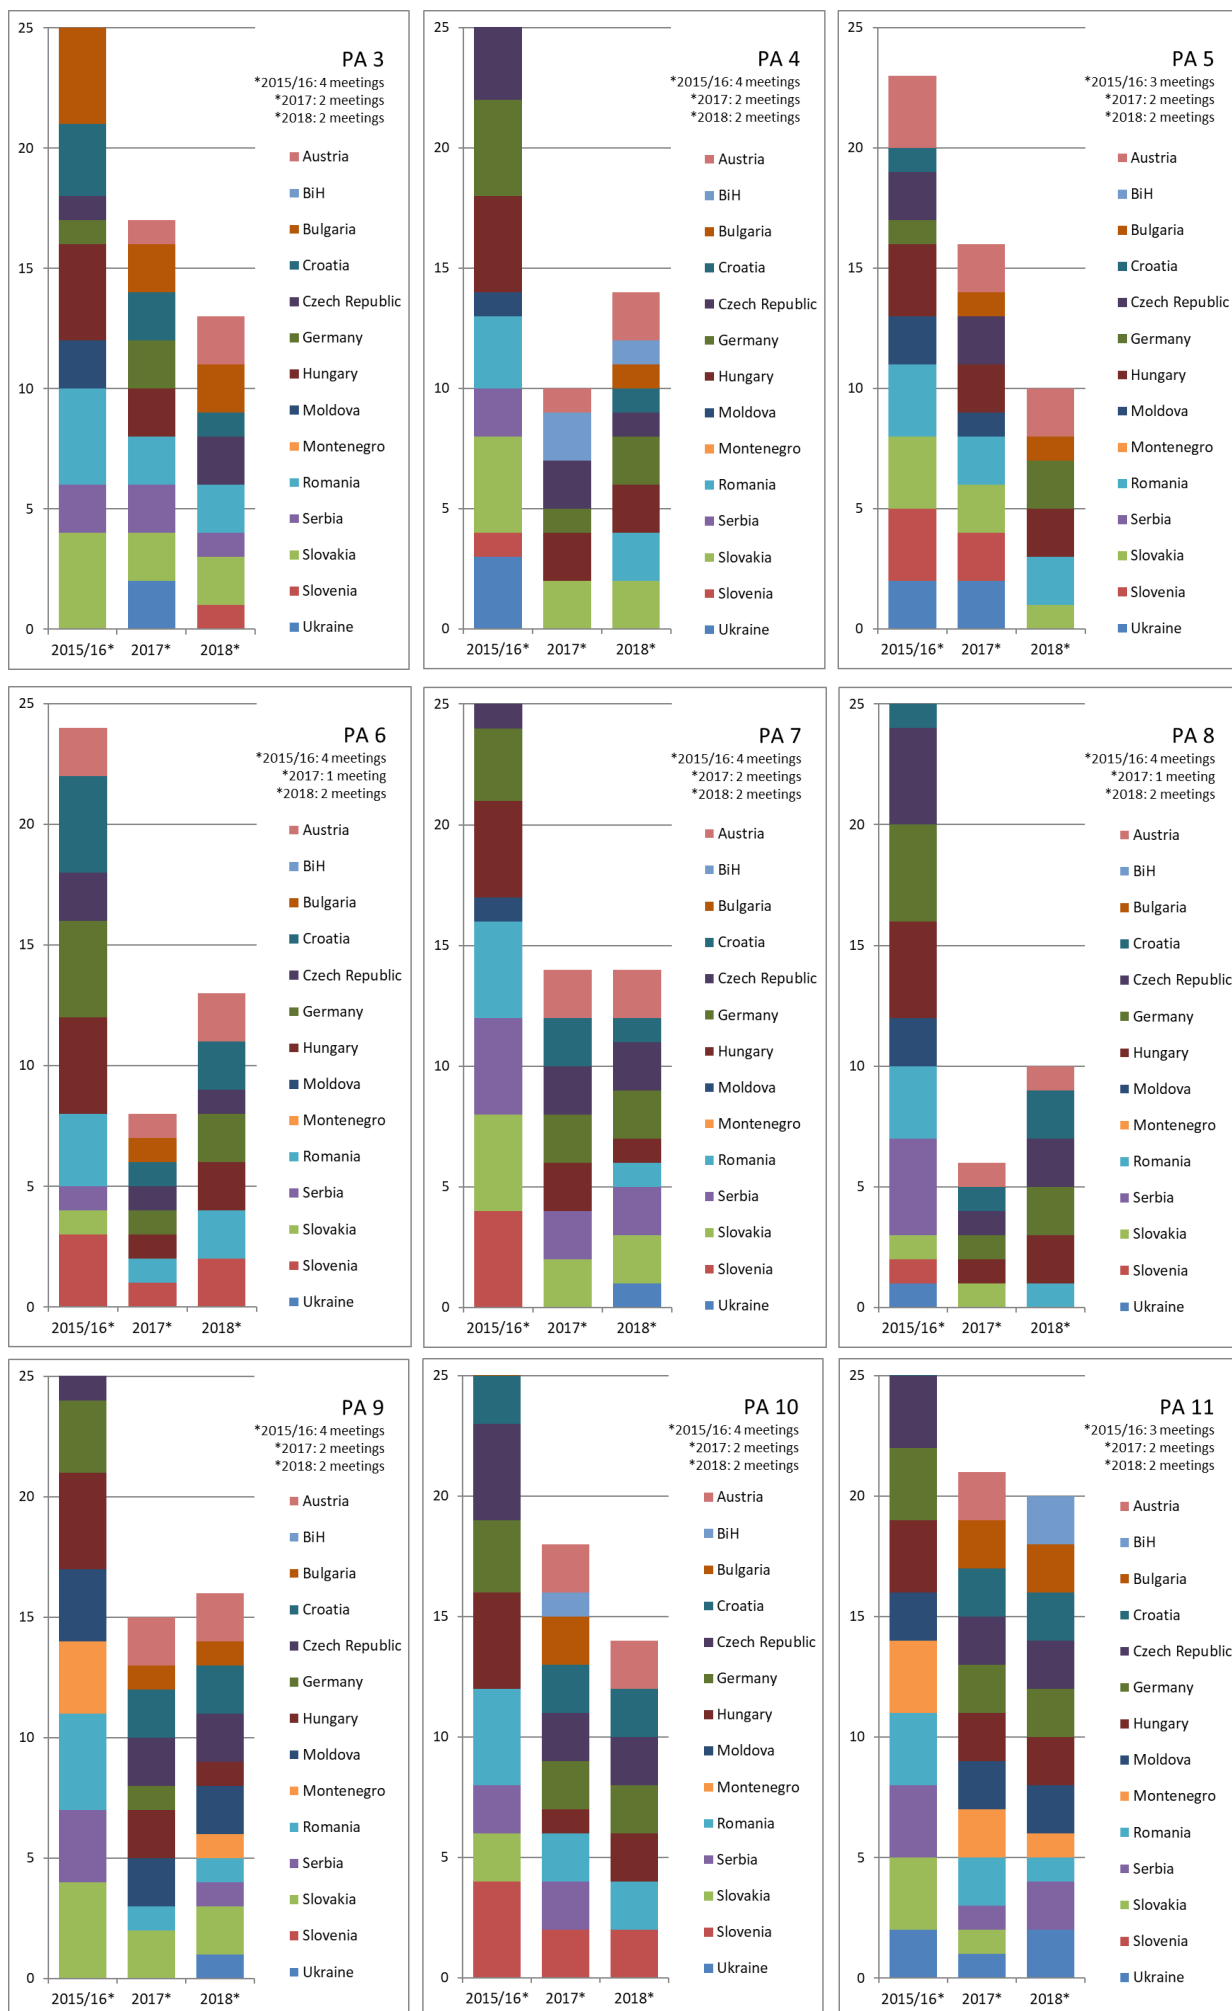 PA 3
*2015/16: 4 meetings
*2017: 2 meetings
*2018: 2 meetings
25
20
15
10
5
0
Austria
BiH
Bulgaria
Croatia
Czech Republic
Germany
Hungary
Moldova
Montenegro
Romania
Serbia
Slovakia
Slovenia
Ukraine
2015/16* 2017* 2018*
PA 4
*2015/16: 4 meetings
*2017: 2 meetings
*2018: 2 meetings
25
20
15
10
5
0
Austria
BiH
Bulgaria
Croatia
Czech Republic
Germany
Hungary
Moldova
Montenegro
Romania
Serbia
Slovakia
Slovenia
Ukraine
2015/16* 2017* 2018*
PA 5
*2015/16: 3 meetings
*2017: 2 meetings
*2018: 2 meetings
25
20
15
10
5
0
Austria
BiH
Bulgaria
Croatia
Czech Republic
Germany
Hungary
Moldova
Montenegro
Romania
Serbia
Slovakia
Slovenia
Ukraine
2015/16* 2017* 2018*
PA 6
*2015/16: 4 meetings
*2017: 1 meeting
*2018: 2 meetings
25
20
15
10
5
0
Austria
BiH
Bulgaria
Croatia
Czech Republic
Germany
Hungary
Moldova
Montenegro
Romania
Serbia
Slovakia
Slovenia
Ukraine
2015/16* 2017* 2018*
PA 7
*2015/16: 4 meetings
*2017: 2 meetings
*2018: 2 meetings
25
20
15
10
5
0
Austria
BiH
Bulgaria
Croatia
Czech Republic
Germany
Hungary
Moldova
Montenegro
Romania
Serbia
Slovakia
Slovenia
Ukraine
2015/16* 2017* 2018*
PA 8
*2015/16: 4 meetings
*2017: 1 meeting
*2018: 2 meetings
25
20
15
10
5
0
Austria
BiH
Bulgaria
Croatia
Czech Republic
Germany
Hungary
Moldova
Montenegro
Romania
Serbia
Slovakia
Slovenia
Ukraine
2015/16* 2017* 2018*
PA 9
*2015/16: 4 meetings
*2017: 2 meetings
*2018: 2 meetings
25
20
15
10
5
0
Austria
BiH
Bulgaria
Croatia
Czech Republic
Germany
Hungary
Moldova
Montenegro
Romania
Serbia
Slovakia
Slovenia
Ukraine
2015/16* 2017* 2018*
PA 10
*2015/16: 4 meetings
*2017: 2 meetings
*2018: 2 meetings
25
20
15
10
5
0
Austria
BiH
Bulgaria
Croatia
Czech Republic
Germany
Hungary
Moldova
Montenegro
Romania
Serbia
Slovakia
Slovenia
Ukraine
2015/16* 2017* 2018*
PA 11
*2015/16: 3 meetings
*2017: 2 meetings
*2018: 2 meetings
25
20
15
10
5
0
Austria
BiH
Bulgaria
Croatia
Czech Republic
Germany
Hungary
Moldova
Montenegro
Romania
Serbia
Slovakia
Slovenia
Ukraine
2015/16* 2017* 2018*